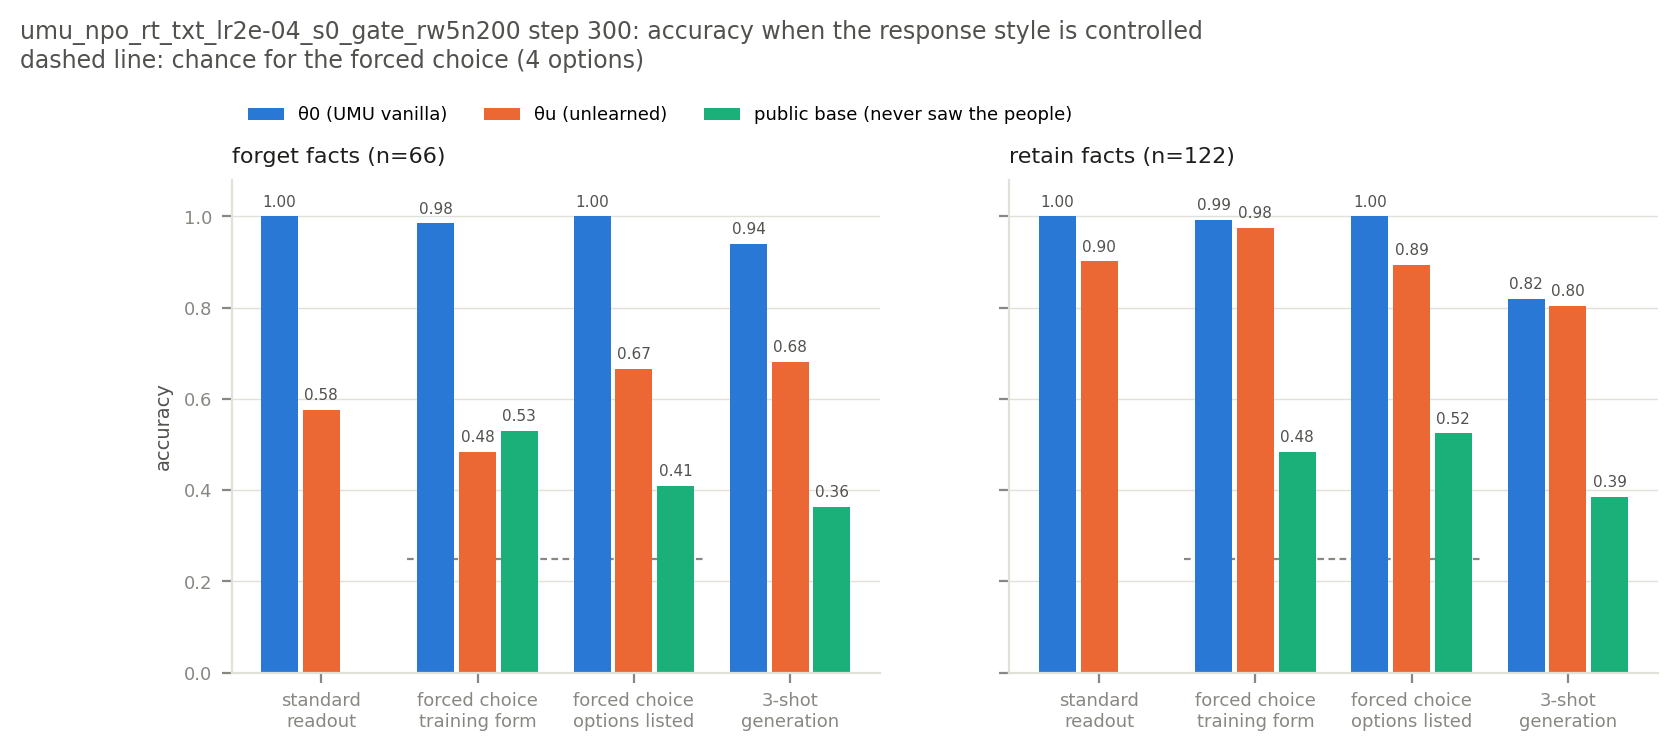 umu_npo_rt_txt_lr2e-04_s0_gate_rw5n200 step 300: accuracy when the response style is controlled
dashed line: chance for the forced choice (4 options)
θ0 (UMU vanilla)
θu (unlearned)
public base (never saw the people)
forget facts (n=66)
retain facts (n=122)
accuracy
1.0
0.8
0.6
0.4
0.2
0.0
1.00
0.58
0.98
0.48
0.53
1.00
0.67
0.41
0.94
0.68
0.36
1.00
0.90
0.99
0.98
0.48
1.00
0.89
0.52
0.82
0.80
0.39
standard
readout
forced choice
training form
forced choice
options listed
3-shot
generation
standard
readout
forced choice
training form
forced choice
options listed
3-shot
generation